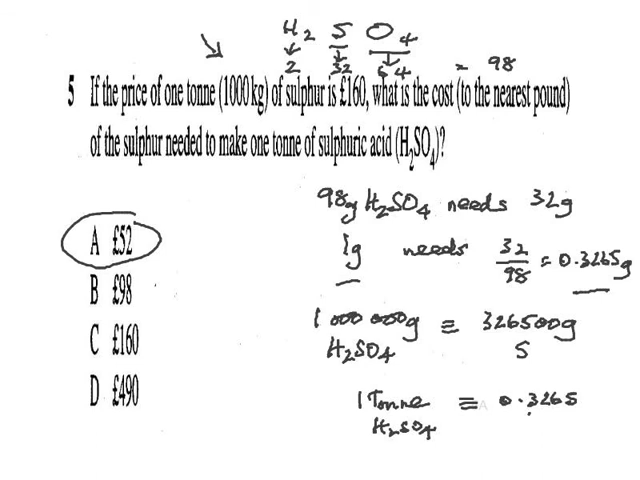 H2 S O4
2 32 64 = 98
5 If the price of one tonne (1000kg) of sulphur is £160, what is the cost (to the nearest pound)
of the sulphur needed to make one tonne of sulphuric acid (H₂SO₄)?
98g H2SO4 needs 32g
A £52
1g needs 32/98 = 0.3265g
B £98
1 000 000g ≡ 326500g
H2SO4 S
C £160
D £490
1 Tonne ≡ 0.3265
H2SO4